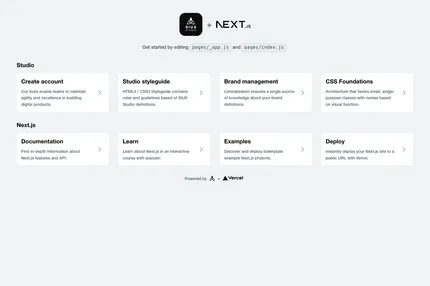 SIUX
+ NEXT.JS
Get started by editing pages/_app.js and pages/index.js
Studio
Create account
Our tools enable teams to maintain
agility and excellence in building
digital products.
Studio styleguide
HTML5 / CSS3 Styleguide contains
rules and guidelines based of SIUX
Studio definitions.
Brand management
Centralization ensures a single source
of knowledge about your brand
definitions.
CSS Foundations
Architecture that favors small, single-
purpose classes with names based
on visual function.
Next.js
Documentation
Find in-depth information about
Next.js features and API.
Learn
Learn about Next.js in an interactive
course with quizzes!
Examples
Discover and deploy boilerplate
example Next.js projects.
Deploy
Instantly deploy your Next.js site to a
public URL with Vercel.
Powered by + Vercel